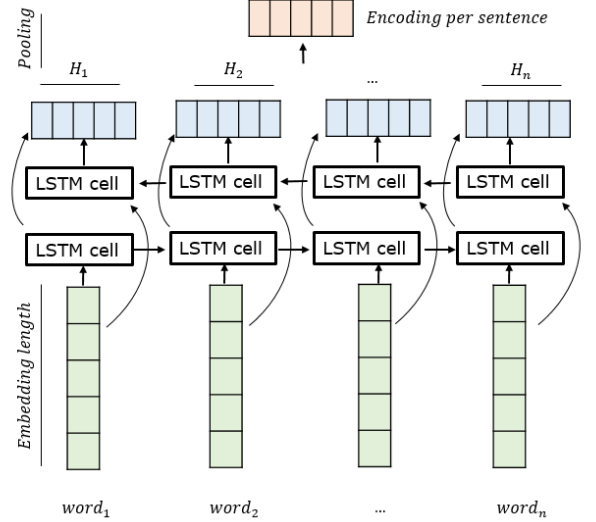 Pooling
Encoding per sentence
H₁
H₂
...
Hₙ
LSTM cell
LSTM cell
LSTM cell
LSTM cell
LSTM cell
LSTM cell
LSTM cell
LSTM cell
Embedding length
word₁
word₂
...
wordₙ